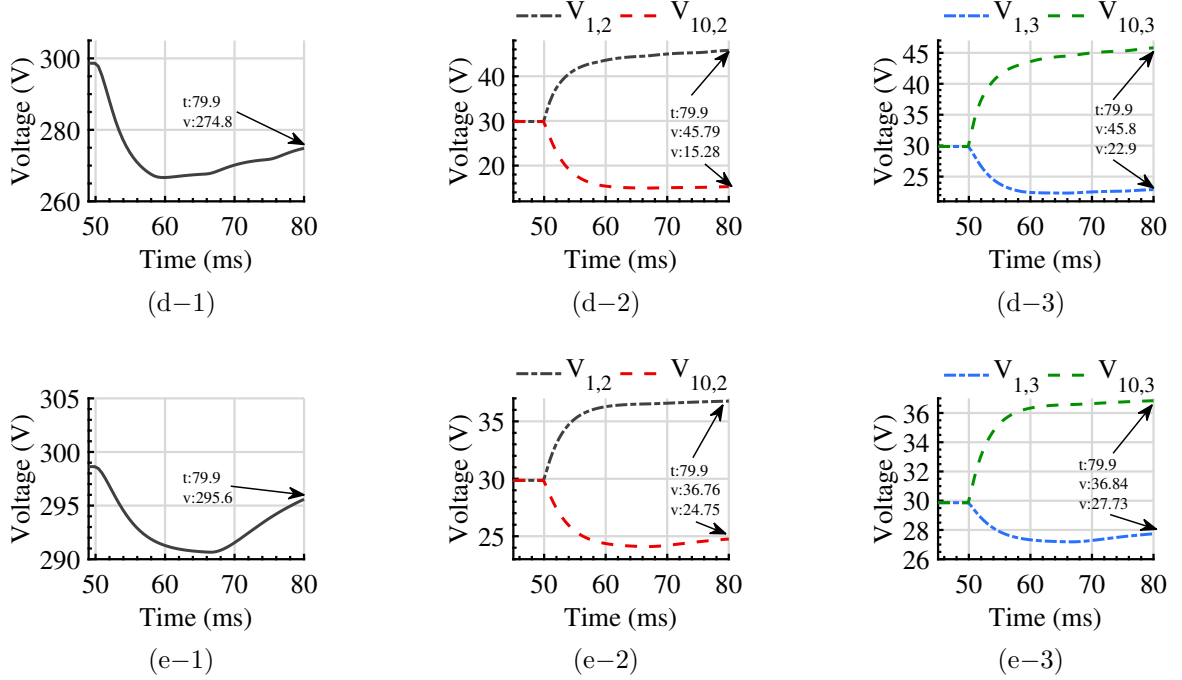 Voltage (V)
300
280
260
t:79.9
v:274.8
50 60 70 80
Time (ms)
(d−1)
V1,2 V10,2
Voltage (V)
40
30
20
t:79.9
v:45.79
v:15.28
50 60 70 80
Time (ms)
(d−2)
V1,3 V10,3
Voltage (V)
45
40
35
30
25
t:79.9
v:45.8
v:22.9
50 60 70 80
Time (ms)
(d−3)
Voltage (V)
305
300
295
290
t:79.9
v:295.6
50 60 70 80
Time (ms)
(e−1)
V1,2 V10,2
Voltage (V)
35
30
25
t:79.9
v:36.76
v:24.75
50 60 70 80
Time (ms)
(e−2)
V1,3 V10,3
Voltage (V)
36
34
32
30
28
26
t:79.9
v:36.84
v:27.73
50 60 70 80
Time (ms)
(e−3)